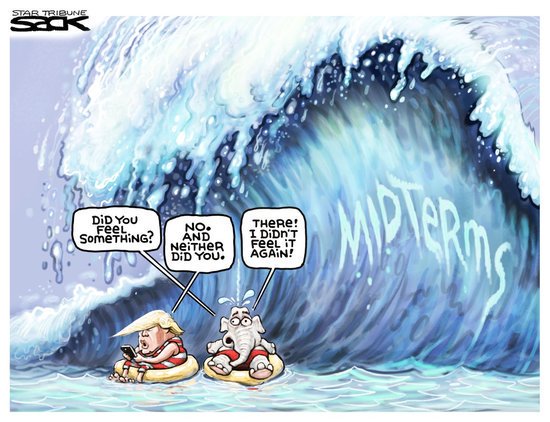 STAR TRIBUNE
SACK
DiD YOU
FEEL
SOMETHiNG?
NO.
AND
NEiTHER
DiD YOU.
THERE!
I DiDN'T
FEEL iT
AGAiN!
MiDTERMS